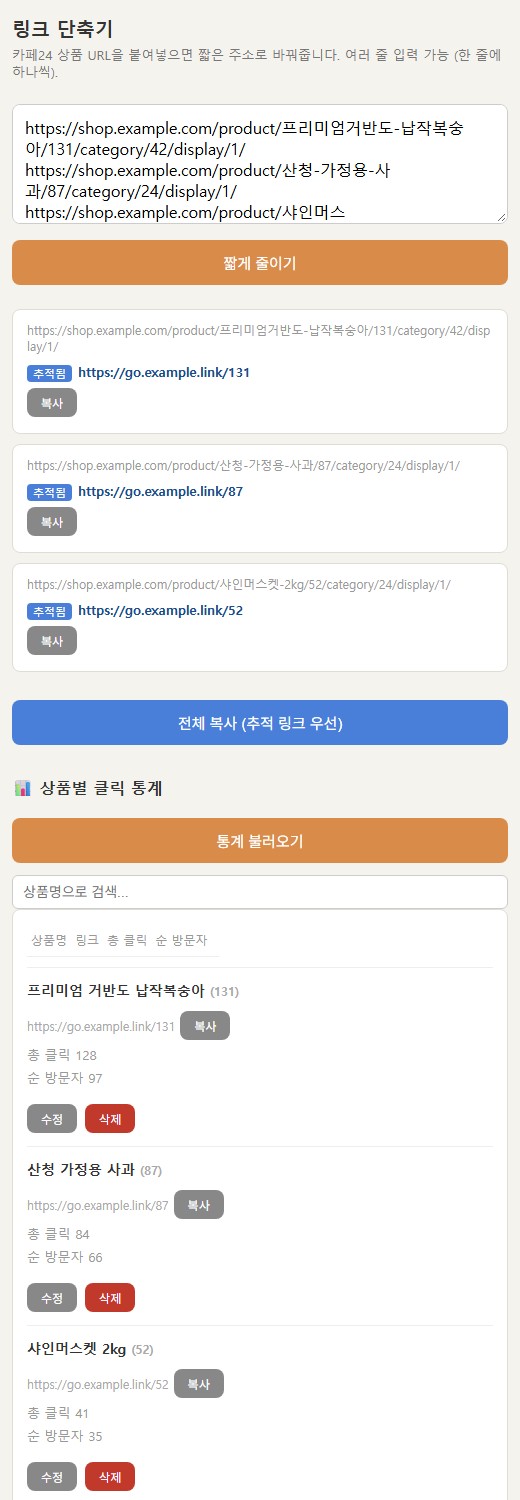 링크 단축기
카페24 상품 URL을 붙여넣으면 짧은 주소로 바꿔줍니다. 여러 줄 입력 가능 (한 줄에
하나씩).
https://shop.example.com/product/프리미엄거반도-납작복숭
아/131/category/42/display/1/
https://shop.example.com/product/산청-가정용-사
과/87/category/24/display/1/
https://shop.example.com/product/샤인머스
짧게 줄이기
https://shop.example.com/product/프리미엄거반도-납작복숭아/131/category/42/disp
lay/1/
추적됨 https://go.example.link/131
복사
https://shop.example.com/product/산청-가정용-사과/87/category/24/display/1/
추적됨 https://go.example.link/87
복사
https://shop.example.com/product/샤인머스켓-2kg/52/category/24/display/1/
추적됨 https://go.example.link/52
복사
전체 복사 (추적 링크 우선)
상품별 클릭 통계
통계 불러오기
상품명으로 검색...
상품명 링크 총 클릭 순 방문자
프리미엄 거반도 납작복숭아 (131)
https://go.example.link/131 복사
총 클릭 128
순 방문자 97
수정 삭제
산청 가정용 사과 (87)
https://go.example.link/87 복사
총 클릭 84
순 방문자 66
수정 삭제
샤인머스켓 2kg (52)
https://go.example.link/52 복사
총 클릭 41
순 방문자 35
수정 삭제